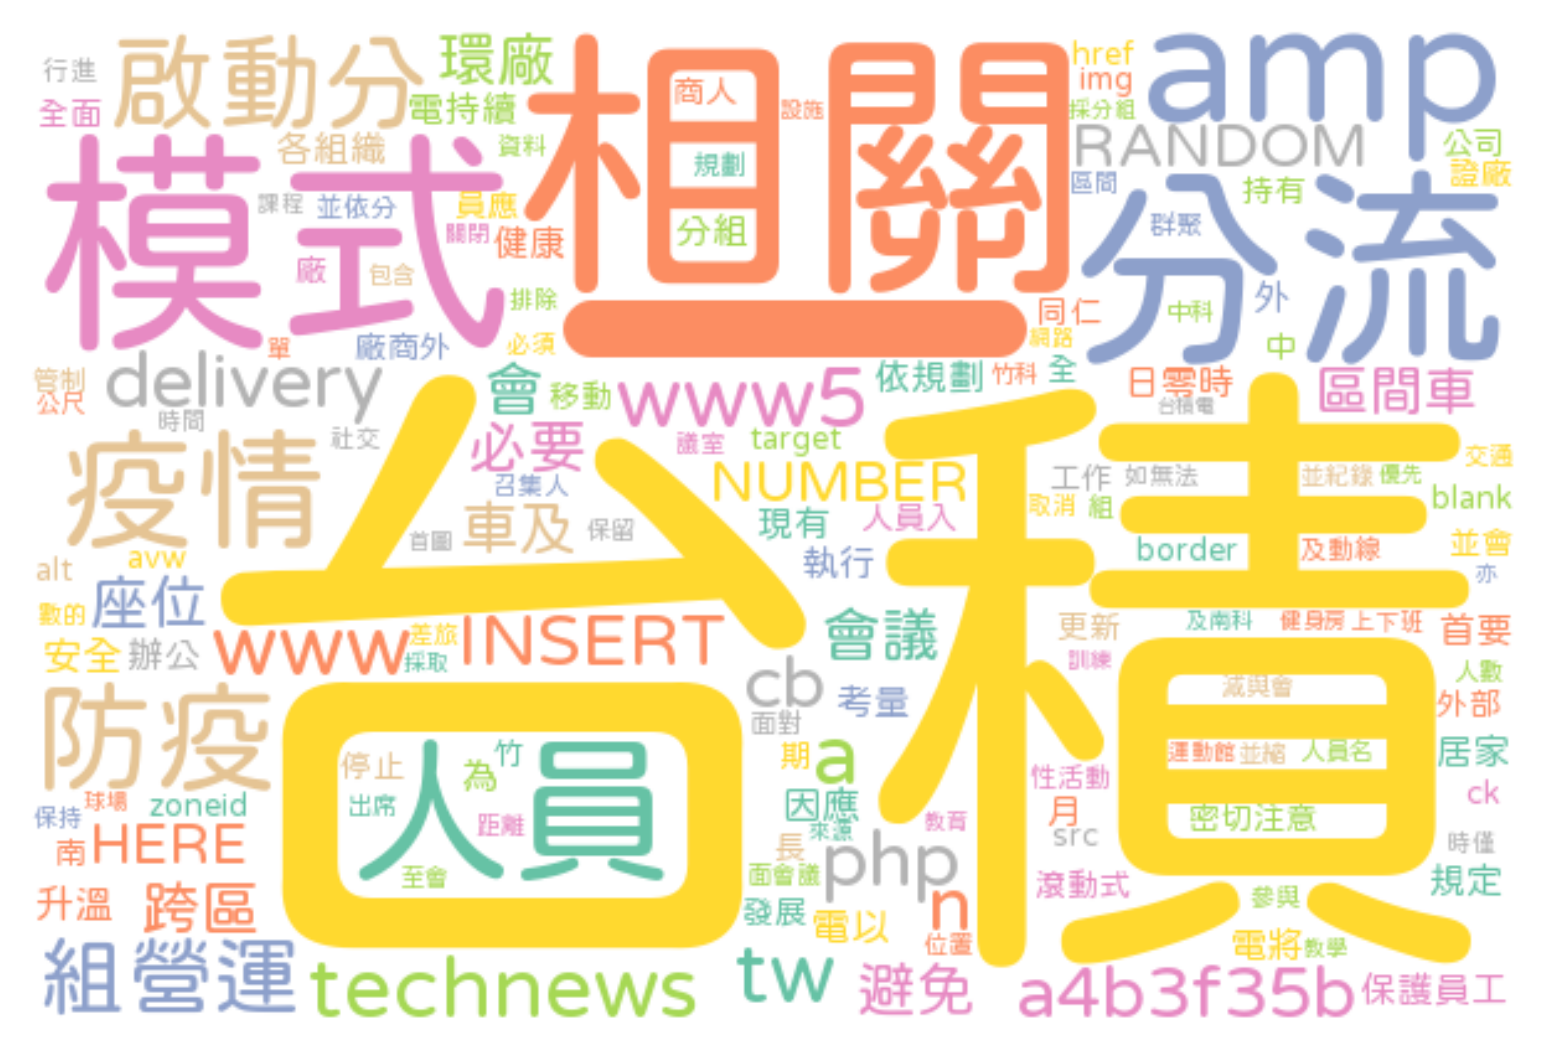 行進
啟動分
環廠
相關
商人
href
img
amp
全面
電持續
設施
採分組
RANDOM
公司
模式
各組織
資料
規劃
區間
證廠
課程
並依分
員應
分組
持有
分流
關閉
健康
群聚
廠
包含
排除
同仁
中科
外
單
廠商外
必須
一
網路
中
管制
公尺
delivery
會
移動
www5
依規劃
竹科
全
日零時
區間車
時間
台積電
疫情
社交
必要
議室
target
交通
台積
召集人
NUMBER
工作
如無法
並紀錄
優先
首圖
車及
保留
現有
人員入
取消
組
blank
alt
avw
執行
border
及動線
並會
亦
數的
座位
安全
辦公
www
差旅
採取
INSERT
會議
更新
及南科
健身房
上下班
首要
訓練
防疫
cb
考量
減與會
人數
外部
面對
停止
人員
為
竹
期
a
運動館
並縮
人員名
居家
保持
球場
zoneid
出席
距離
因應
來源
教育
性活動
月
密切注意
ck
南
HERE
至會
長
php
src
時僅
面會議
滾動式
規定
升溫
跨區
發展
電以
n
位置
參與
電將
教學
組營運
technews
tw
避免
a4b3f35b
保護員工